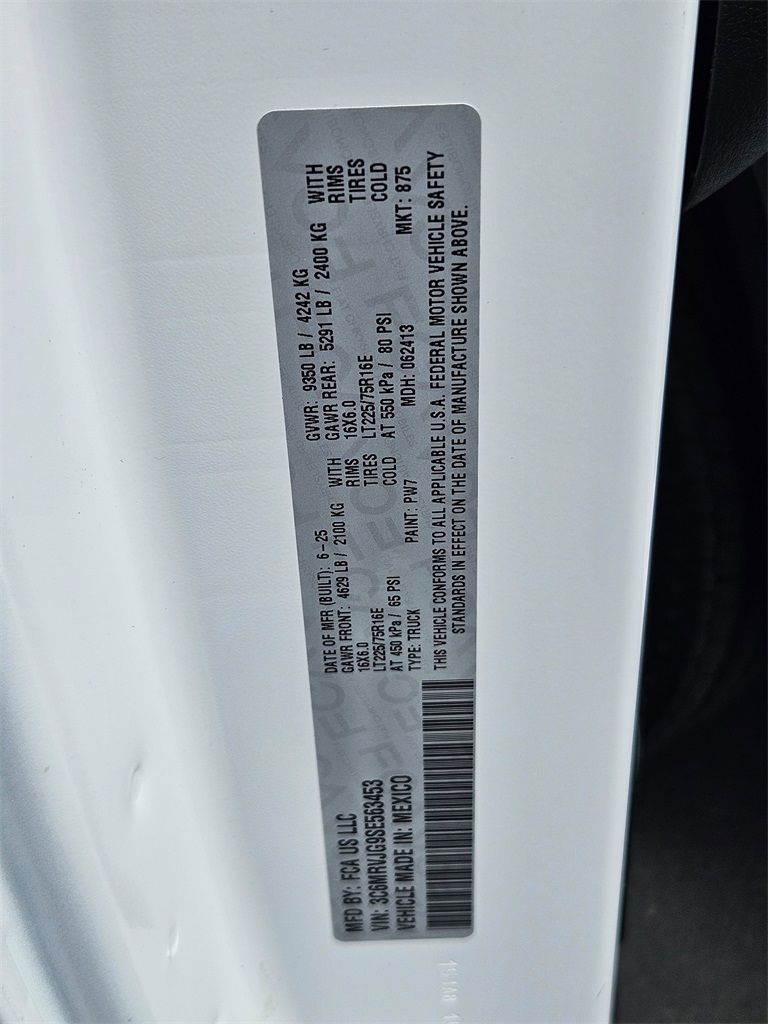 MFD BY: FCA US LLC
DATE OF MFR (BUILT): 6-25
GVWR: 9350 LB / 4242 KG
GAWR FRONT: 4629 LB / 2100 KG WITH
16X6.0 RIMS
LT225/75R16E TIRES
AT 450 kPa / 65 PSI COLD
GAWR REAR: 5291 LB / 2400 KG WITH
16X6.0 RIMS
LT225/75R16E TIRES
AT 550 kPa / 80 PSI COLD
VIN: 3C6MRVJG9SE563453
TYPE: TRUCK PAINT: PW7 MDH: 062413 MKT: 875
VEHICLE MADE IN: MEXICO
THIS VEHICLE CONFORMS TO ALL APPLICABLE U.S.A. FEDERAL MOTOR VEHICLE SAFETY
STANDARDS IN EFFECT ON THE DATE OF MANUFACTURE SHOWN ABOVE.